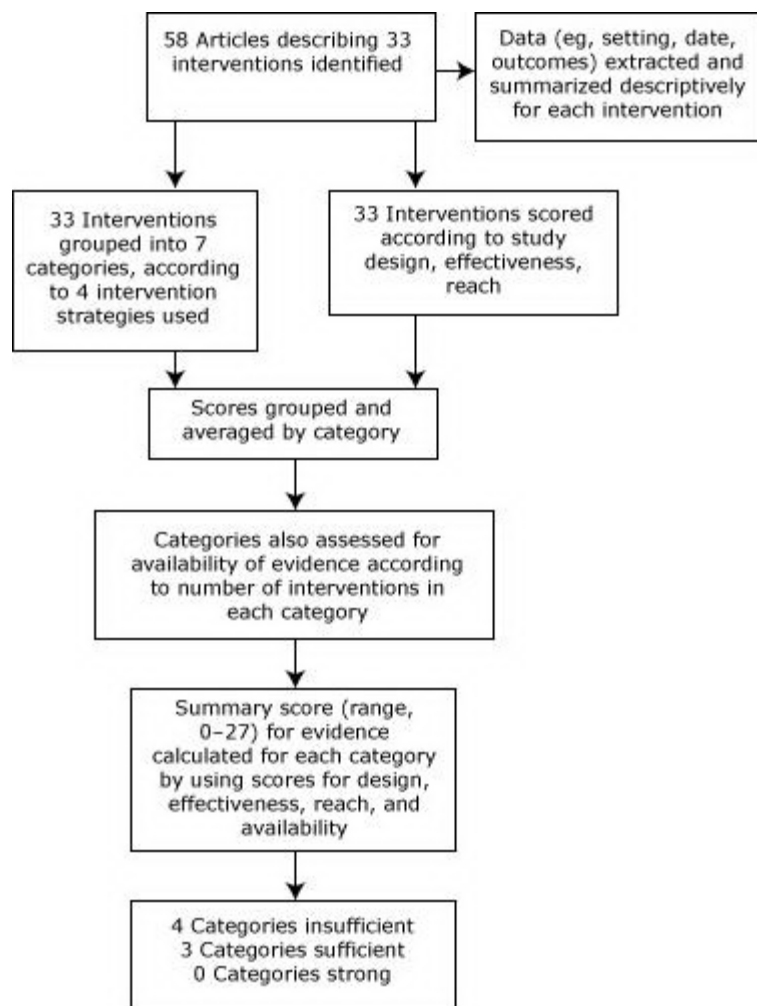 58 Articles describing 33
interventions identified
Data (eg, setting, date,
outcomes) extracted and
summarized descriptively
for each intervention
33 Interventions
grouped into 7
categories, according
to 4 intervention
strategies used
33 Interventions scored
according to study
design, effectiveness,
reach
Scores grouped and
averaged by category
Categories also assessed for
availability of evidence according
to number of interventions in
each category
Summary score (range,
0–27) for evidence
calculated for each category
by using scores for design,
effectiveness, reach, and
availability
4 Categories insufficient
3 Categories sufficient
0 Categories strong